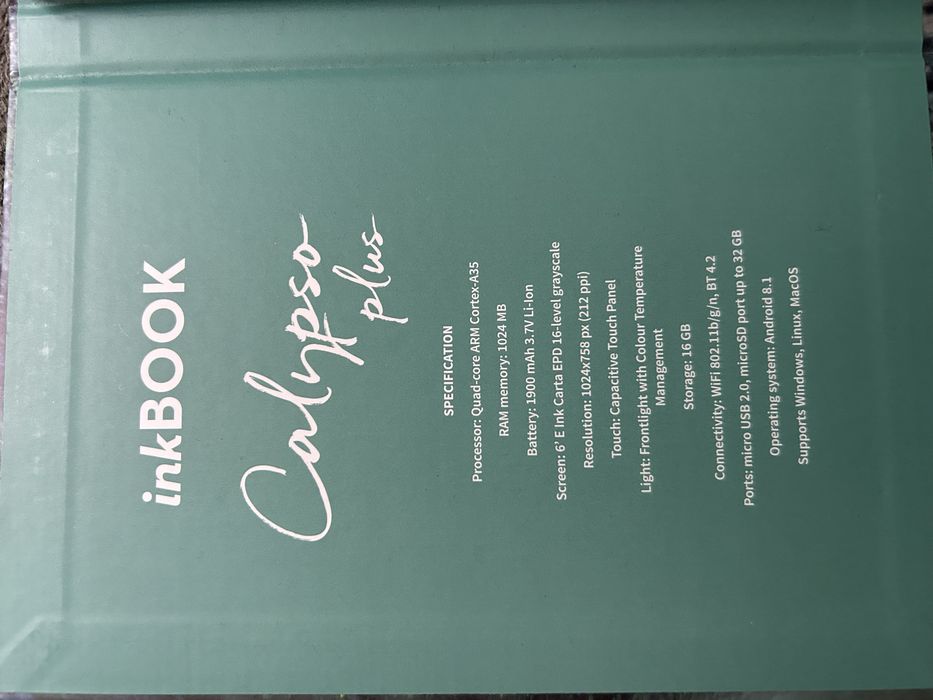 inkBOOK
Calypso
plus
SPECIFICATION
Processor: Quad-core ARM Cortex-A35
RAM memory: 1024 MB
Battery: 1900 mAh 3.7V Li-Ion
Screen: 6' E Ink Carta EPD 16-level grayscale
Resolution: 1024x758 px (212 ppi)
Touch: Capacitive Touch Panel
Light: Frontlight with Colour Temperature
Management
Storage: 16 GB
Connectivity: WiFi 802.11b/g/n, BT 4.2
Ports: micro USB 2.0, microSD port up to 32 GB
Operating system: Android 8.1
Supports Windows, Linux, MacOS